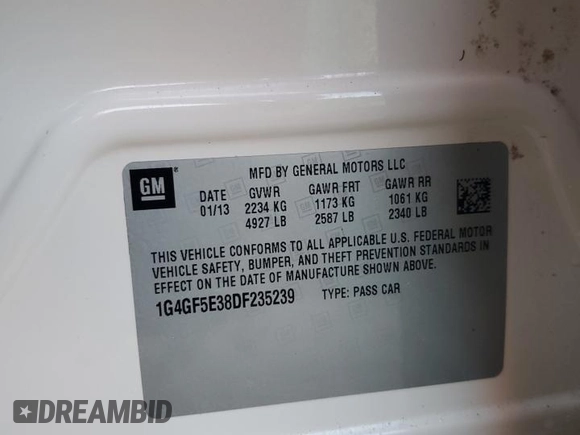 GM
MFD BY GENERAL MOTORS LLC
DATE GVWR GAWR FRT GAWR RR
01/13 2234 KG 1173 KG 1061 KG
4927 LB 2587 LB 2340 LB
THIS VEHICLE CONFORMS TO ALL APPLICABLE U.S. FEDERAL MOTOR
VEHICLE SAFETY, BUMPER, AND THEFT PREVENTION STANDARDS IN
EFFECT ON THE DATE OF MANUFACTURE SHOWN ABOVE.
1G4GF5E38DF235239 TYPE: PASS CAR
DREAMBID